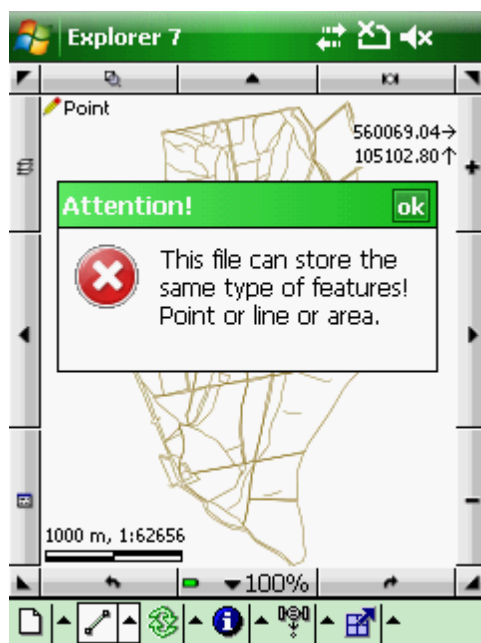 Explorer 7
Point
560069.04→
105102.80↑
Attention!
ok
This file can store the
same type of features!
Point or line or area.
1000 m, 1:62656
100%